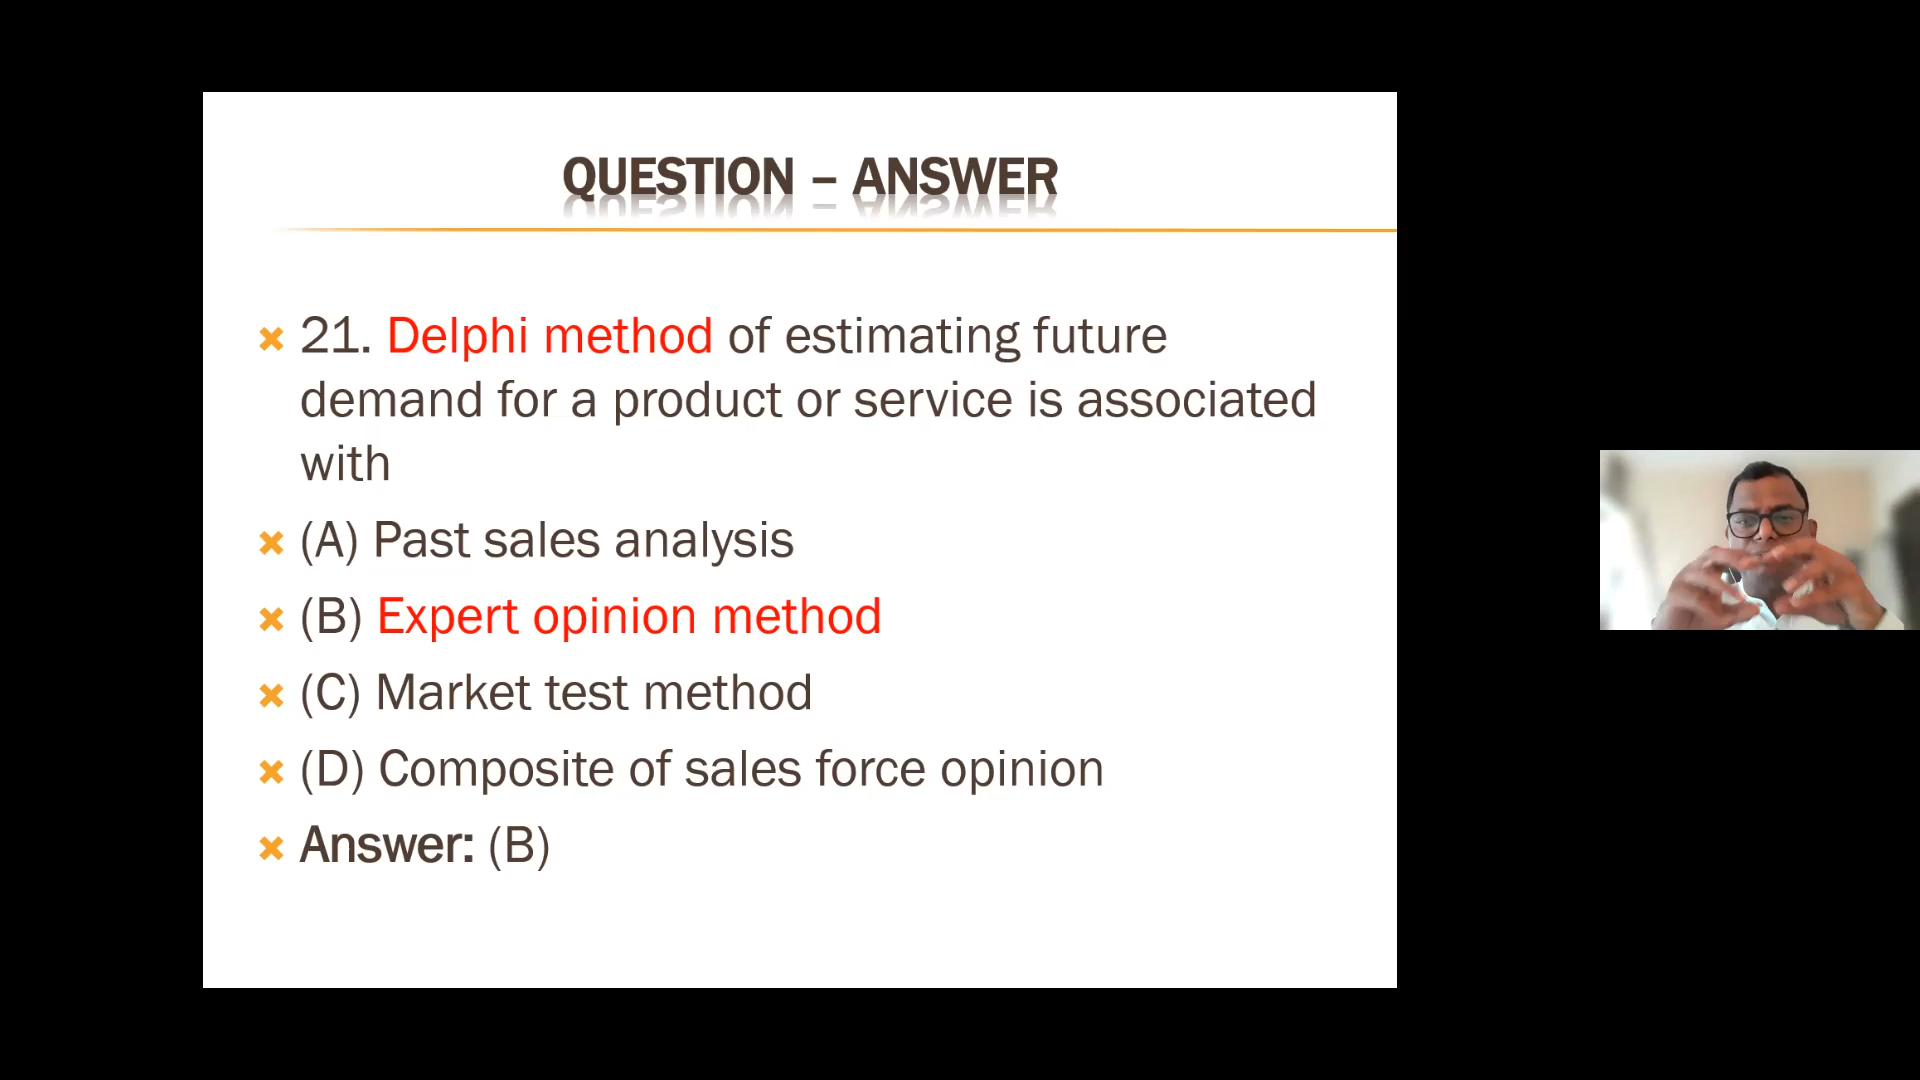 QUESTION – ANSWER
21. Delphi method of estimating future
demand for a product or service is associated
with
(A) Past sales analysis
(B) Expert opinion method
(C) Market test method
(D) Composite of sales force opinion
Answer: (B)